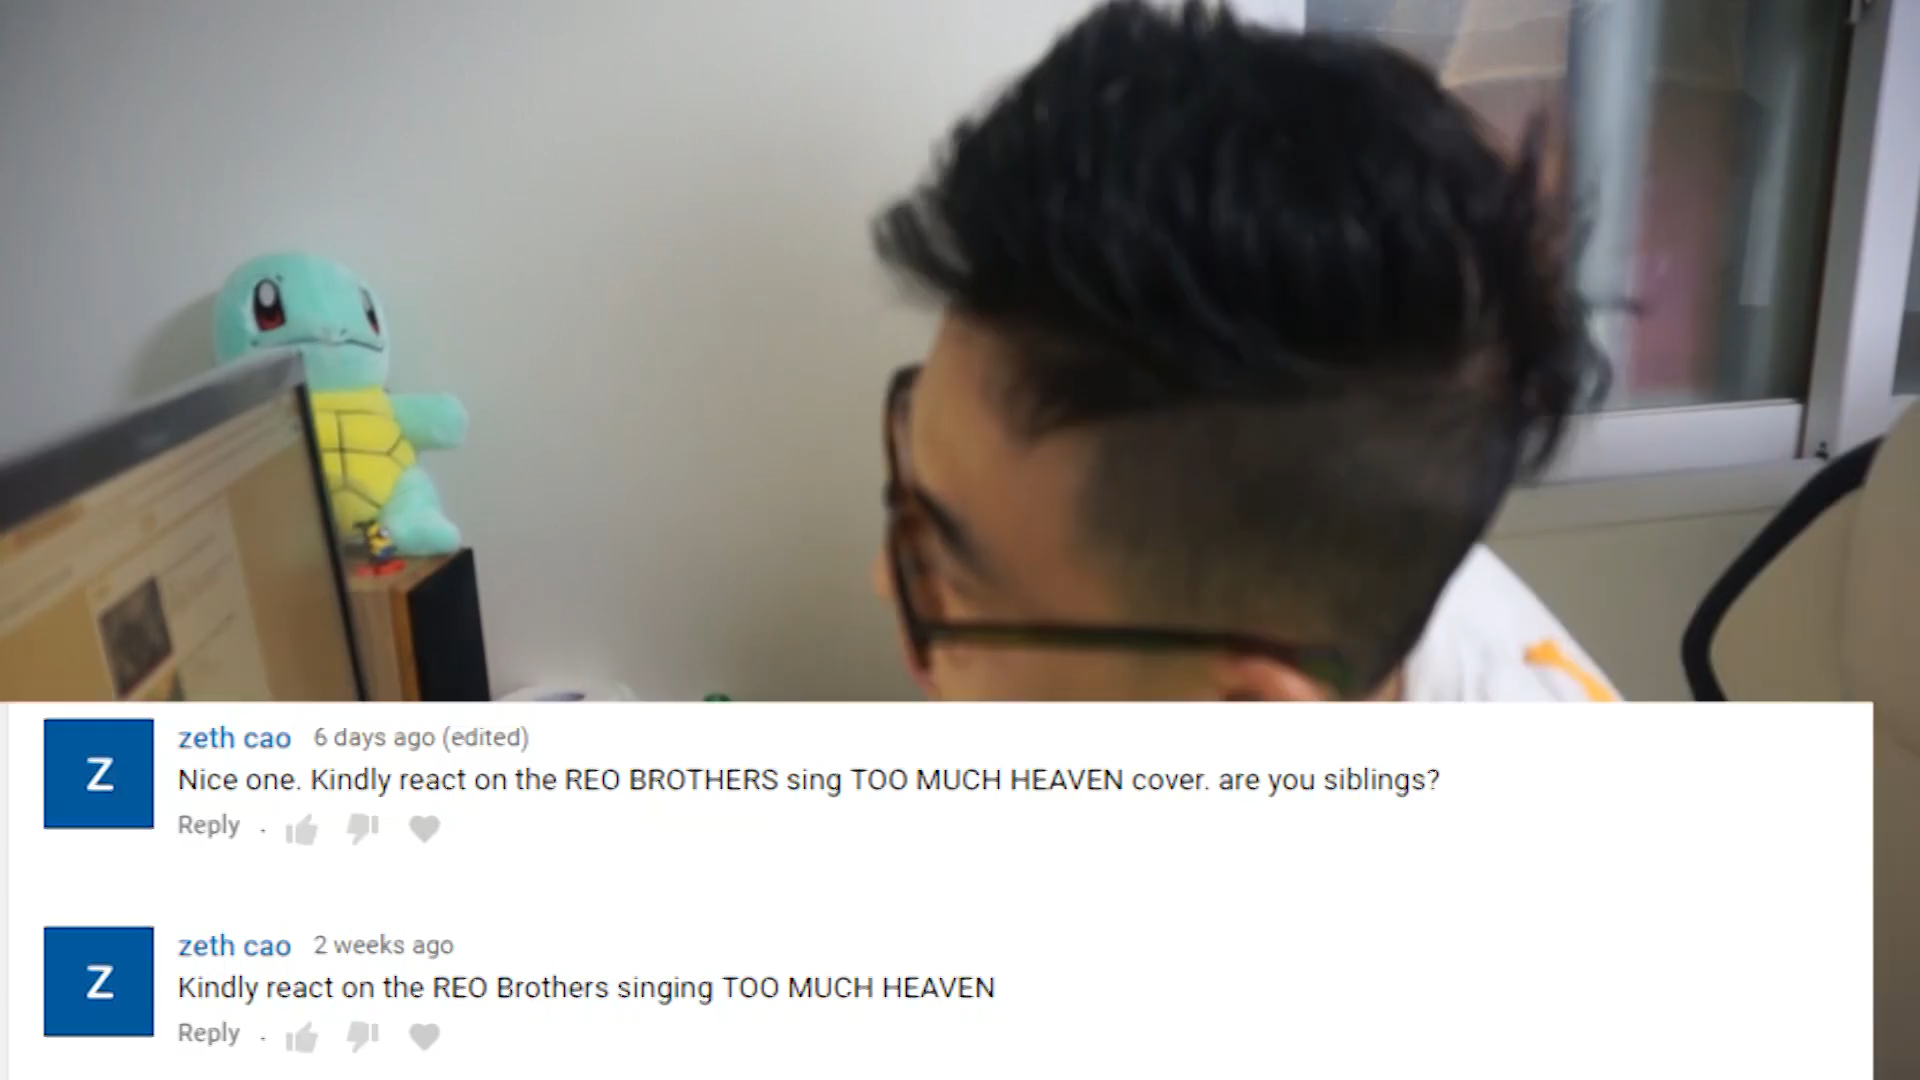 Z
zeth cao 6 days ago (edited)
Nice one. Kindly react on the REO BROTHERS sing TOO MUCH HEAVEN cover. are you siblings?
Reply .
Z
zeth cao 2 weeks ago
Kindly react on the REO Brothers singing TOO MUCH HEAVEN
Reply .